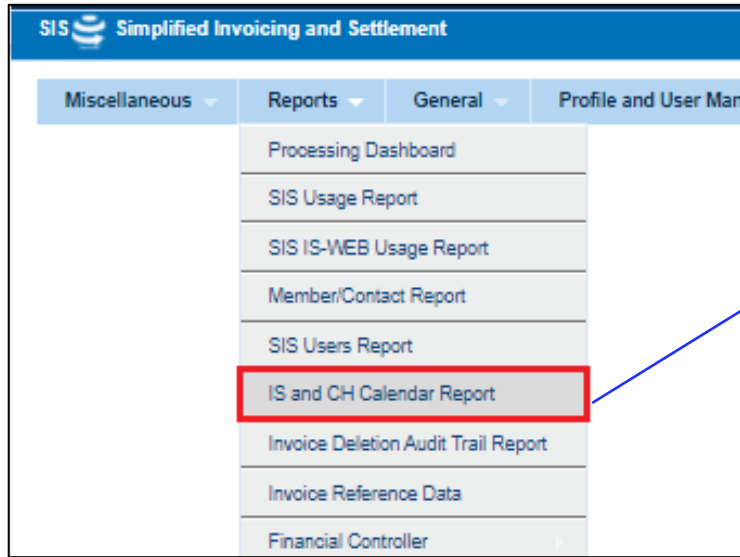 SIS Simplified Invoicing and Settlement
Miscellaneous Reports General Profile and User Man
Processing Dashboard
SIS Usage Report
SIS IS-WEB Usage Report
Member/Contact Report
SIS Users Report
IS and CH Calendar Report
Invoice Deletion Audit Trail Report
Invoice Reference Data
Financial Controller